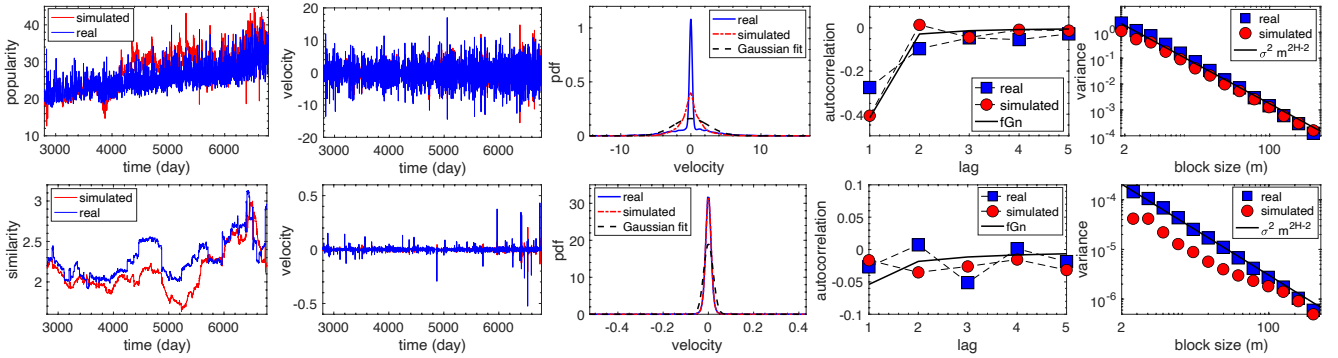 45
40
30
20
10
popularity
simulated
real
3000 4000 5000 6000
time (day)
20
10
0
-10
-20
velocity
3000 4000 5000 6000
time (day)
1
0.8
0.4
0
pdf
real
simulated
Gaussian fit
-10 0 10
velocity
0
-0.2
-0.4
autocorrelation
real
simulated
fGn
1 2 3 4 5
lag
10^0
10^-1
10^-2
10^-3
10^-4
variance
real
simulated
σ^2 m^2H-2
2 100
block size (m)
3
2.5
2
similarity
simulated
real
3000 4000 5000 6000
time (day)
0.5
0
-0.5
velocity
3000 4000 5000 6000
time (day)
30
20
10
0
pdf
real
simulated
Gaussian fit
-0.4 -0.2 0 0.2 0.4
velocity
0.1
0.05
0
-0.05
-0.1
autocorrelation
real
simulated
fGn
1 2 3 4 5
lag
10^-4
10^-5
10^-6
variance
real
simulated
σ^2 m^2H-2
2 100
block size (m)